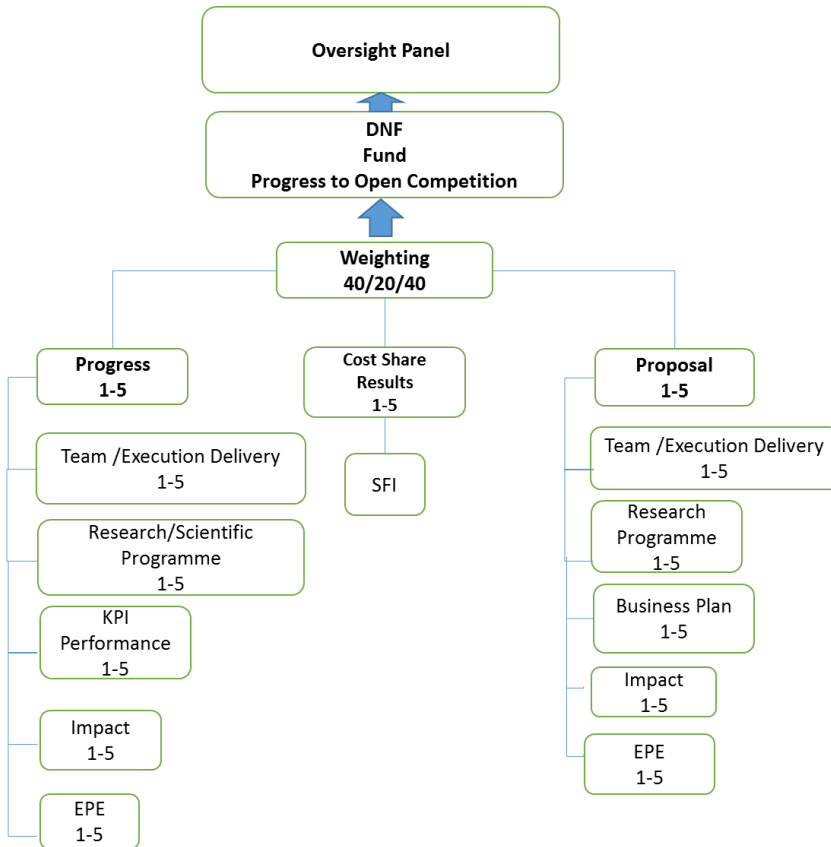 Oversight Panel
DNF
Fund
Progress to Open Competition
Weighting
40/20/40
Progress
1-5
Cost Share
Results
1-5
Proposal
1-5
Team /Execution Delivery
1-5
Research/Scientific
Programme
1-5
KPI
Performance
1-5
Impact
1-5
EPE
1-5
SFI
Team /Execution Delivery
1-5
Research
Programme
1-5
Business Plan
1-5
Impact
1-5
EPE
1-5